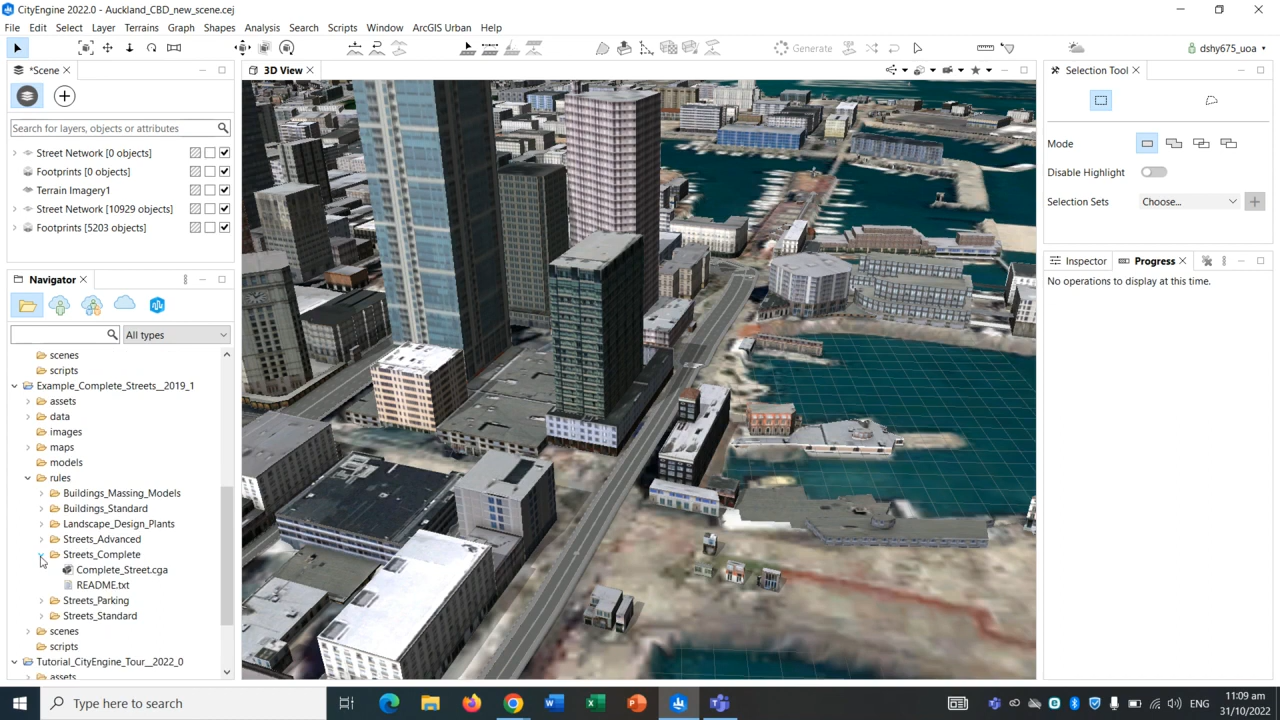 CityEngine 2022.0 - Auckland_CBD_new_scene.cej
File Edit Select Layer Terrains Graph Shapes Analysis Search Scripts Window ArcGIS Urban Help
Generate
dshy675_uoa
*Scene
Search for layers, objects or attributes
Street Network [0 objects]
Footprints [0 objects]
Terrain Imagery1
Street Network [10929 objects]
Footprints [5203 objects]
Navigator
All types
scenes
scripts
Example_Complete_Streets__2019_1
assets
data
images
maps
models
rules
Buildings_Massing_Models
Buildings_Standard
Landscape_Design_Plants
Streets_Advanced
Streets_Complete
Complete_Street.cga
README.txt
Streets_Parking
Streets_Standard
scenes
scripts
Tutorial_CityEngine_Tour__2022_0
assets
3D View
Selection Tool
Mode
Disable Highlight
Selection Sets
Choose...
Inspector
Progress
No operations to display at this time.
Type here to search
ENG
11:09 am
31/10/2022